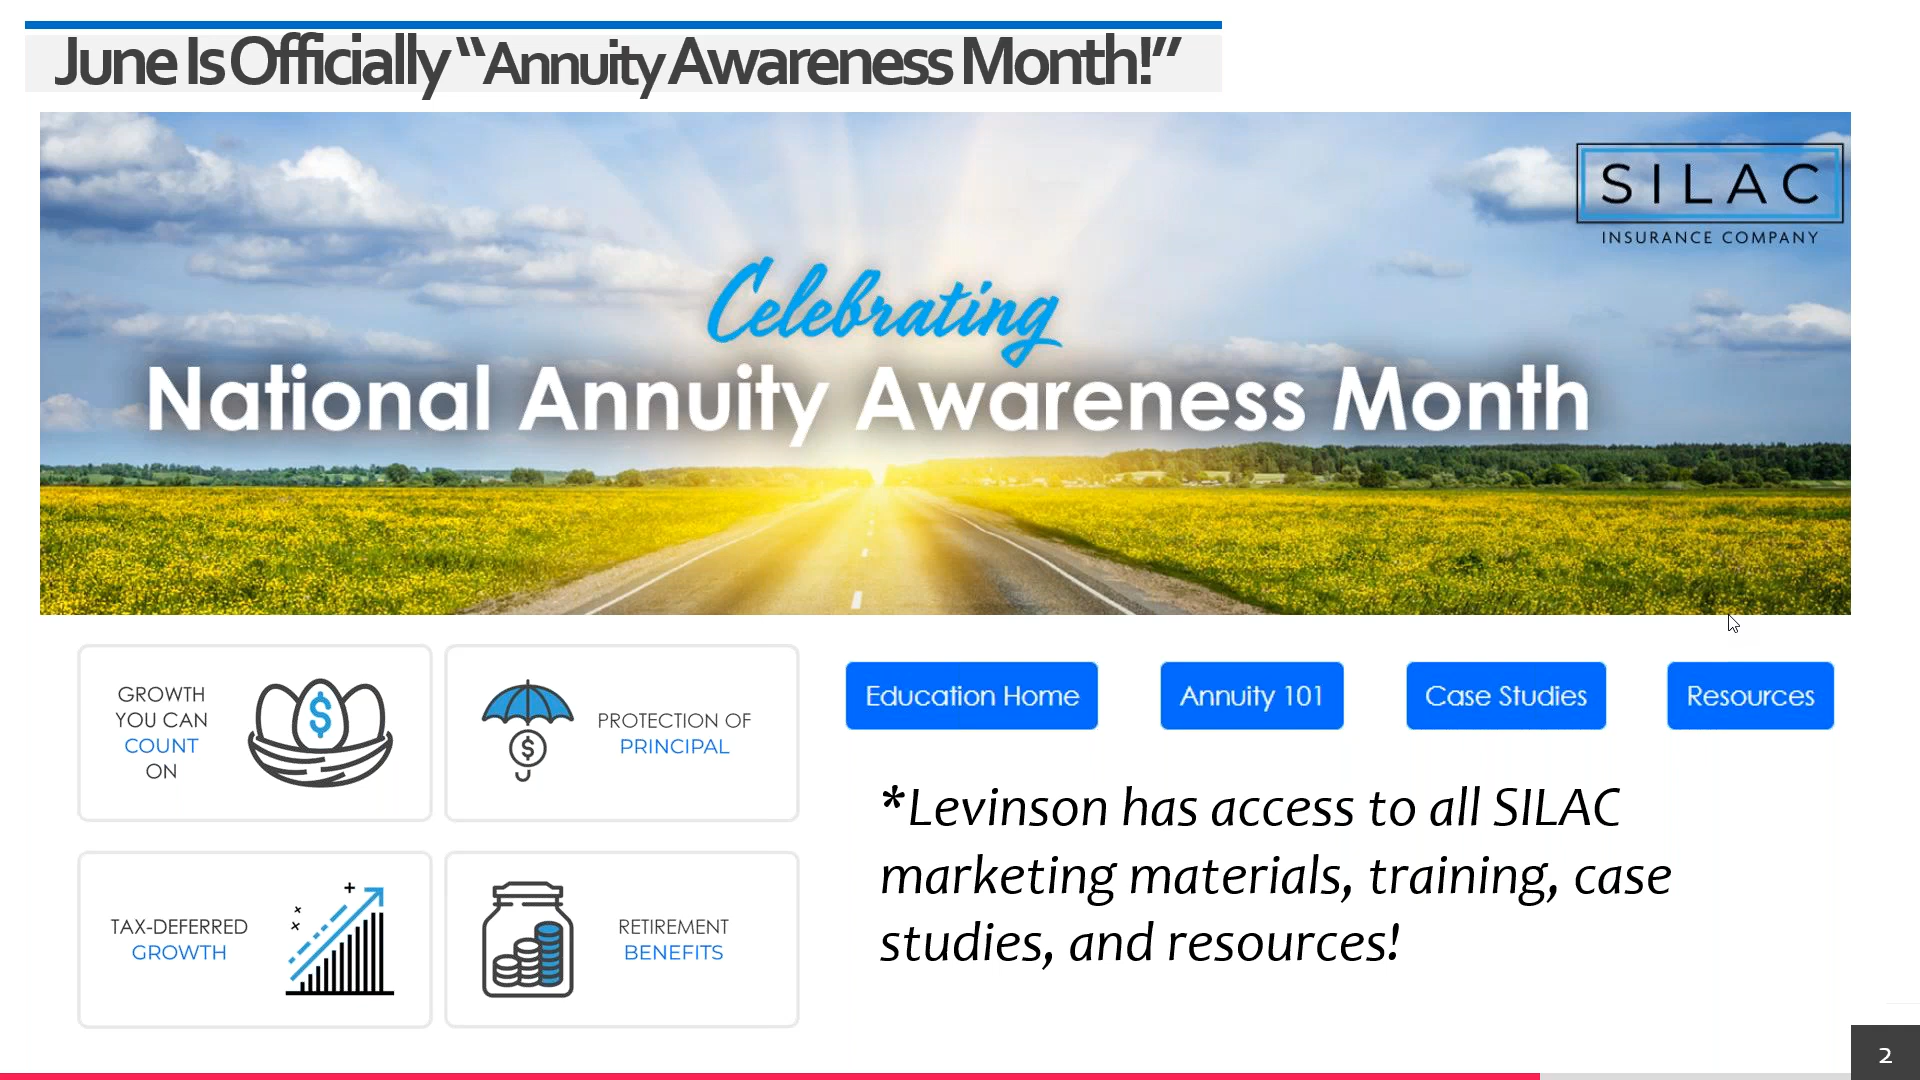 June Is Officially “Annuity Awareness Month!”
SILAC
INSURANCE COMPANY
Celebrating
National Annuity Awareness Month
GROWTH
YOU CAN
COUNT
ON
$
$
PROTECTION OF
PRINCIPAL
TAX-DEFERRED
GROWTH
RETIREMENT
BENEFITS
Education Home
Annuity 101
Case Studies
Resources
*Levinson has access to all SILAC
marketing materials, training, case
studies, and resources!
2